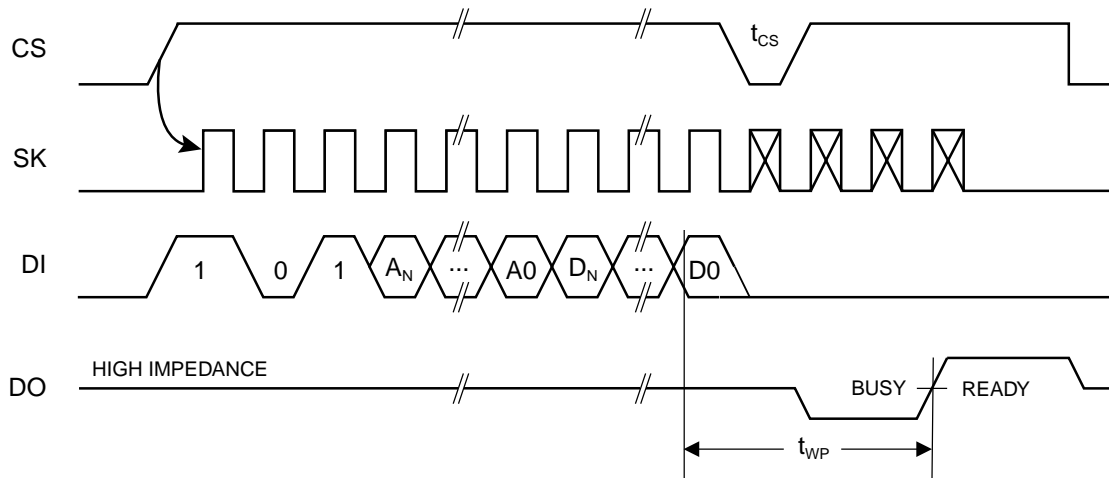 CS
t_CS
SK
DI
1 0 1 A_N ... A0 D_N ... D0
HIGH IMPEDANCE
DO
BUSY READY
t_WP